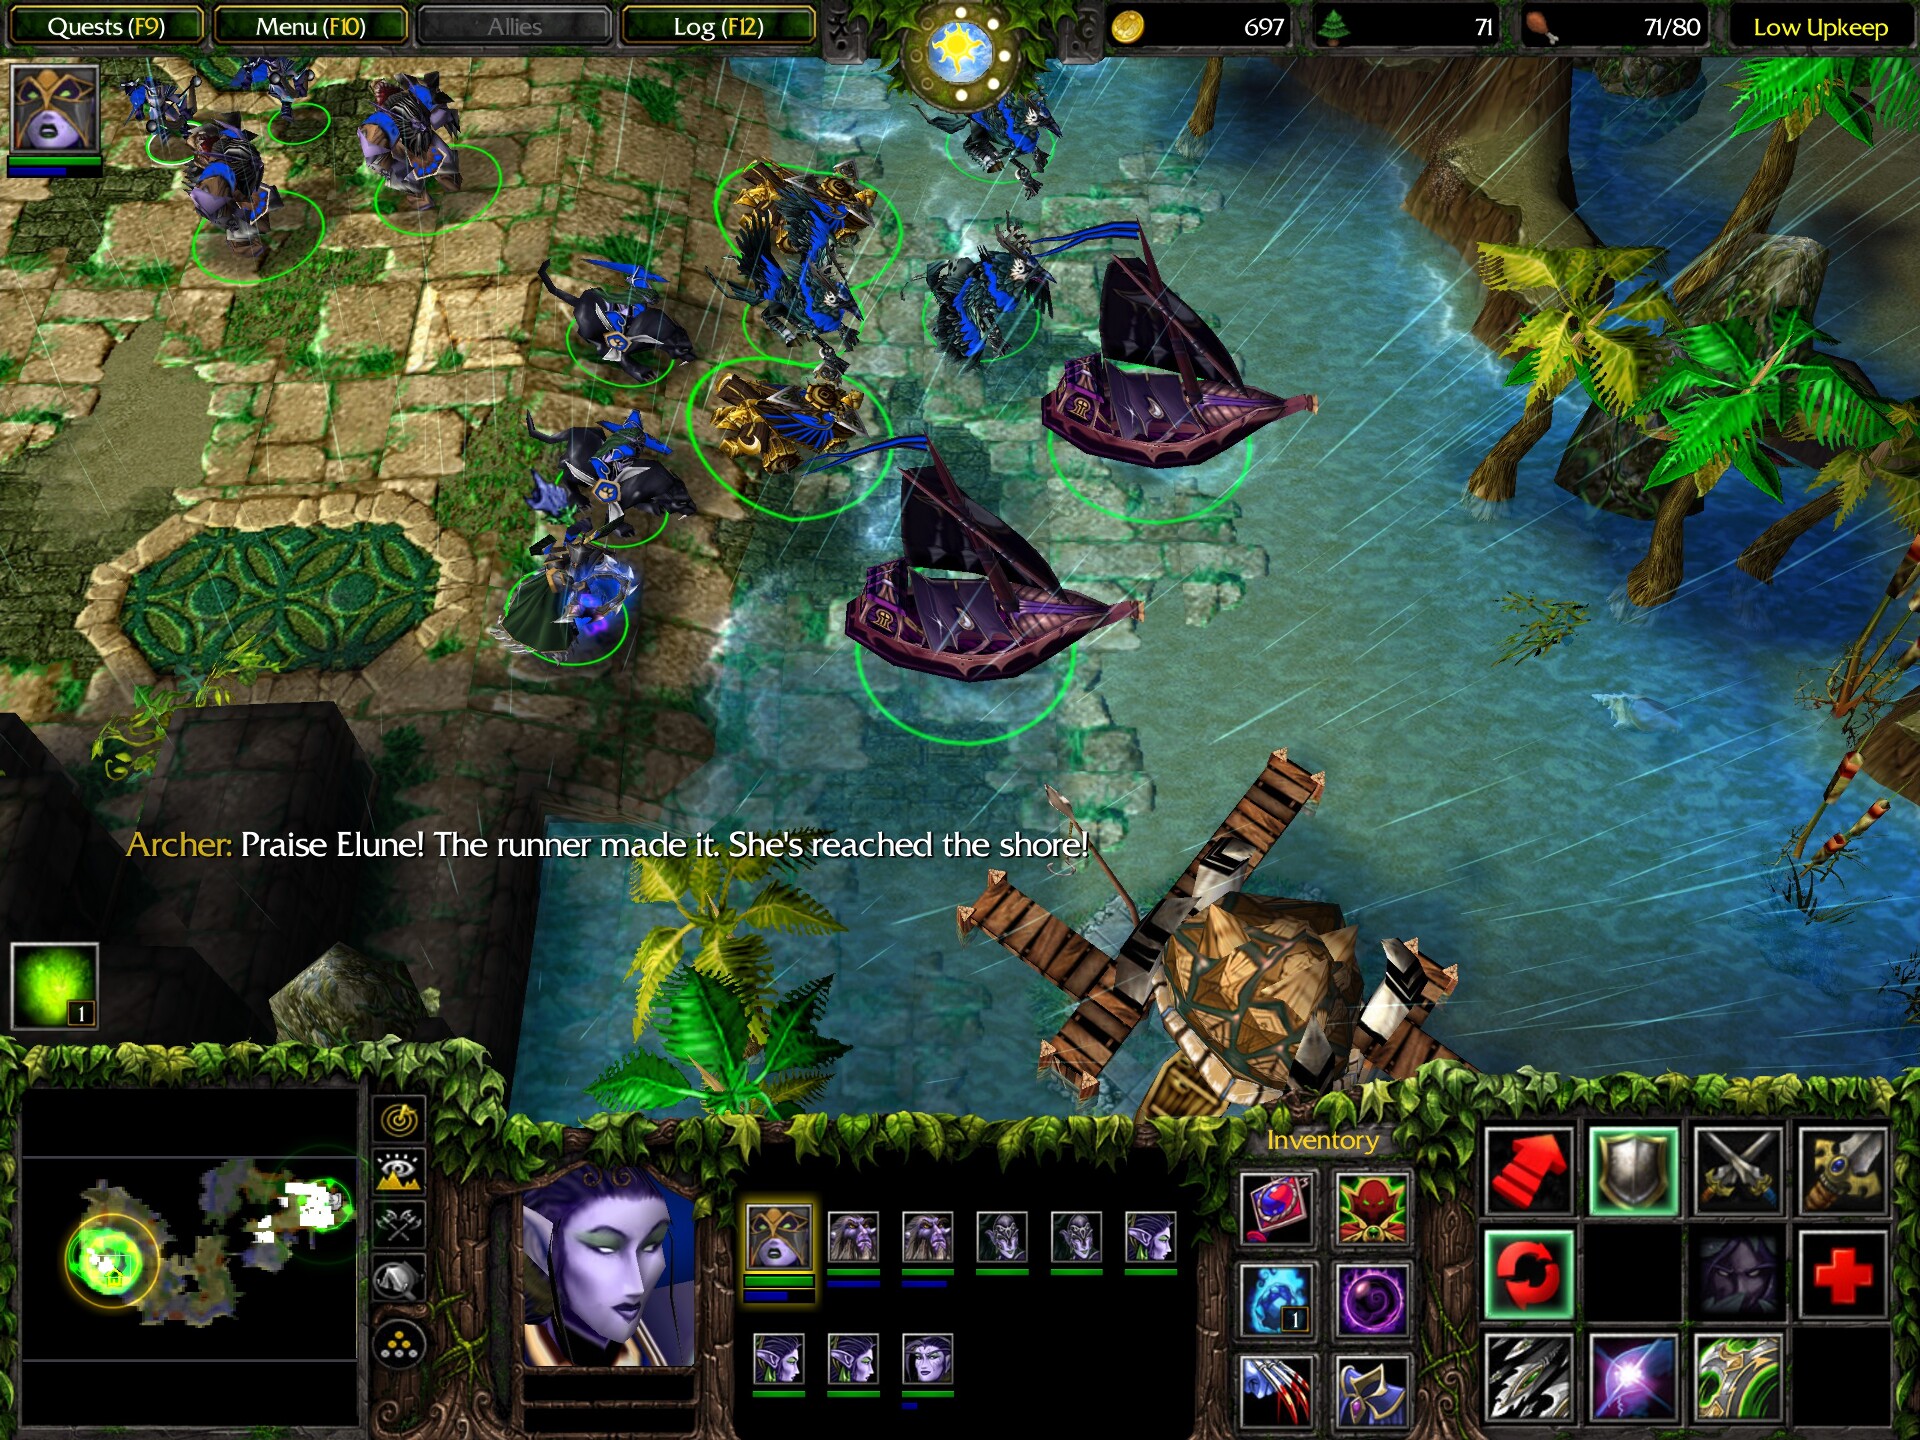 Quests (F9) Menu (F10) Allies Log (F12) 697 71 71/80 Low Upkeep
Archer: Praise Elune! The runner made it. She's reached the shore!
1
Inventory
1